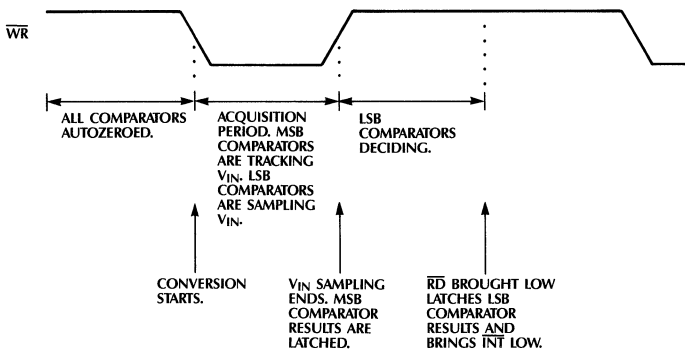 WR
ALL COMPARATORS
AUTOZEROED.
ACQUISITION
PERIOD. MSB
COMPARATORS
ARE TRACKING
VIN. LSB
COMPARATORS
ARE SAMPLING
VIN.
LSB
COMPARATORS
DECIDING.
CONVERSION
STARTS.
VIN SAMPLING
ENDS. MSB
COMPARATOR
RESULTS ARE
LATCHED.
RD BROUGHT LOW
LATCHES LSB
COMPARATOR
RESULTS AND
BRINGS INT LOW.